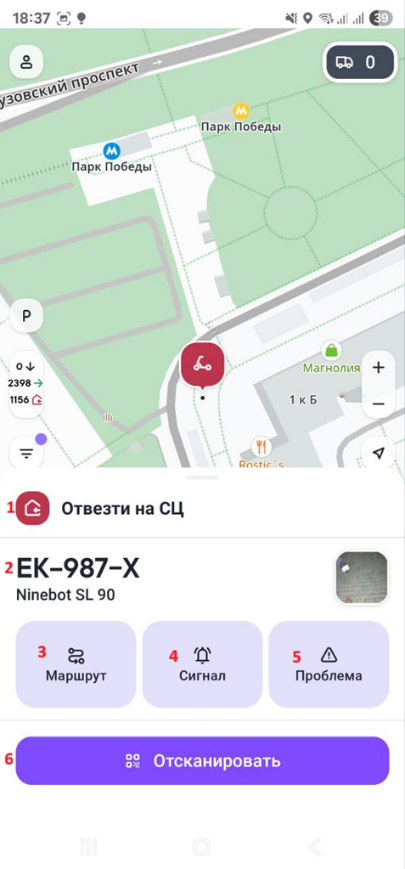 18:37
39
узовский проспект →
0
Парк Победы
Парк Победы
P
0 ↓
2398 →
1156
Магнолия
+
1 к Б
−
Rostic's
1 Отвезти на СЦ
2 EK-987-X
Ninebot SL 90
3 Маршрут
4 Сигнал
5 Проблема
6 Отсканировать